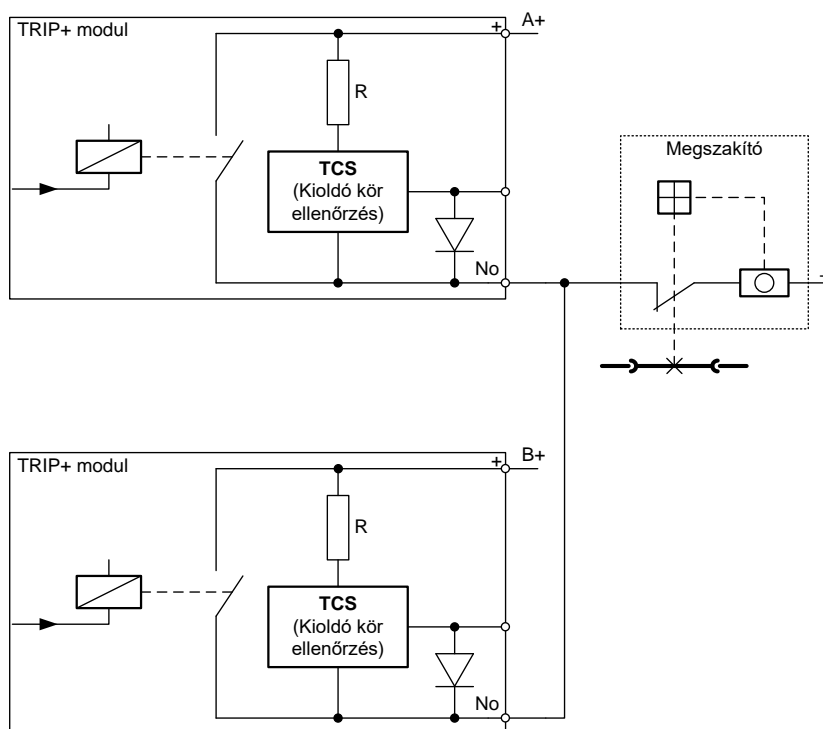 TRIP+ modul
+
A+
R
TCS
(Kioldó kör
ellenőrzés)
No
Megszakító
-
TRIP+ modul
+
B+
R
TCS
(Kioldó kör
ellenőrzés)
No